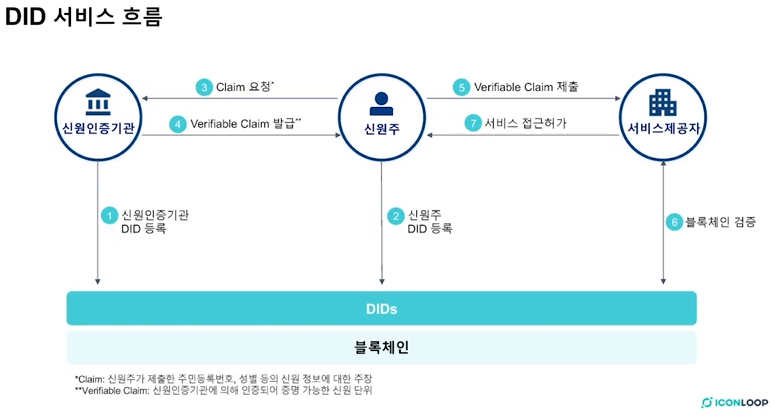 DID 서비스 흐름
3 Claim 요청*
5 Verifiable Claim 제출
신원인증기관
신원주
서비스제공자
4 Verifiable Claim 발급**
7 서비스 접근허가
1 신원인증기관
DID 등록
2 신원주
DID 등록
6 블록체인 검증
DIDs
블록체인
*Claim: 신원주가 제출한 주민등록번호, 성별 등의 신원 정보에 대한 주장
**Verifiable Claim: 신원인증기관에 의해 인증되어 증명 가능한 신원 단위
ICONLOOP